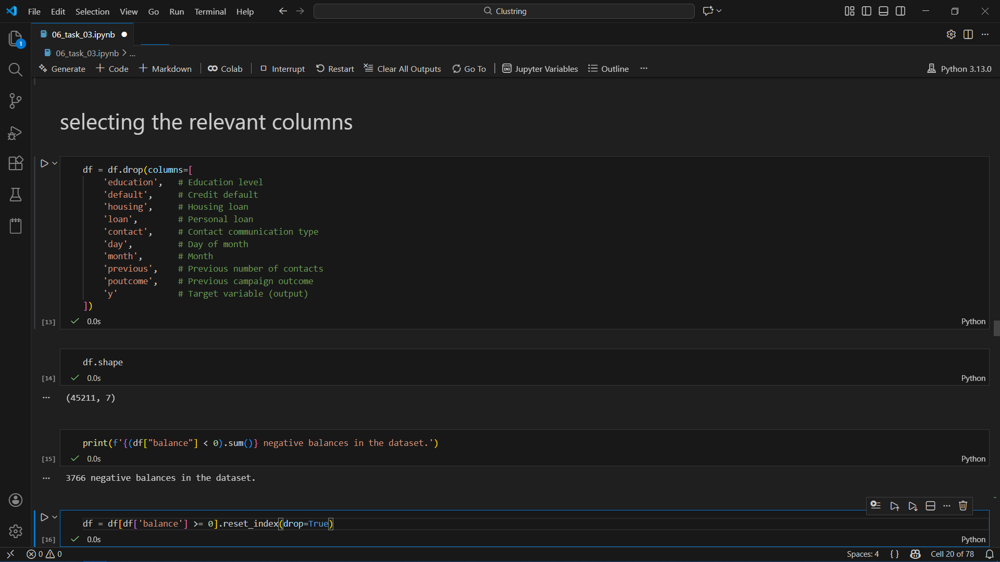 File Edit Selection View Go Run Terminal Help
Clustring
1
06_task_03.ipynb
06_task_03.ipynb > ...
Generate + Code + Markdown Colab Interrupt Restart Clear All Outputs Go To Jupyter Variables Outline ... Python 3.13.0
selecting the relevant columns
df = df.drop(columns=[
'education', # Education level
'default', # Credit default
'housing', # Housing loan
'loan', # Personal loan
'contact', # Contact communication type
'day', # Day of month
'month', # Month
'previous', # Previous number of contacts
'poutcome', # Previous campaign outcome
'y' # Target variable (output)
])
[13] 0.0s Python
df.shape
[14] 0.0s Python
(45211, 7)
print(f'{(df["balance"] < 0).sum()} negative balances in the dataset.')
[15] 0.0s Python
3766 negative balances in the dataset.
df = df[df['balance'] >= 0].reset_index(drop=True)
[16] 0.0s Python
0 0 Spaces: 4 { } Cell 20 of 78